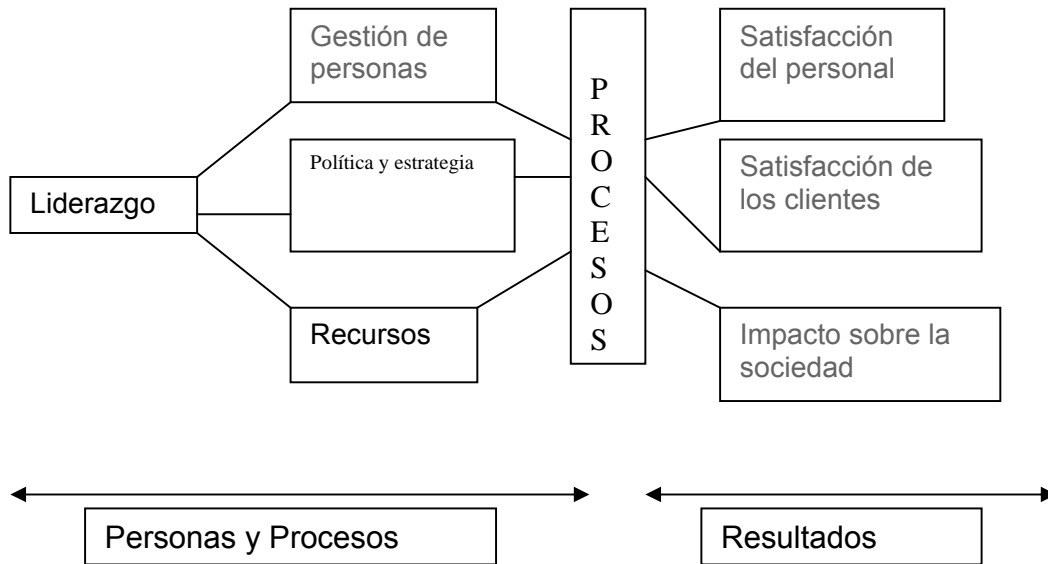 Gestión de
personas
Política y estrategia
Liderazgo
Recursos
P
R
O
C
E
S
O
S
Satisfacción
del personal
Satisfacción de
los clientes
Impacto sobre la
sociedad
Personas y Procesos
Resultados